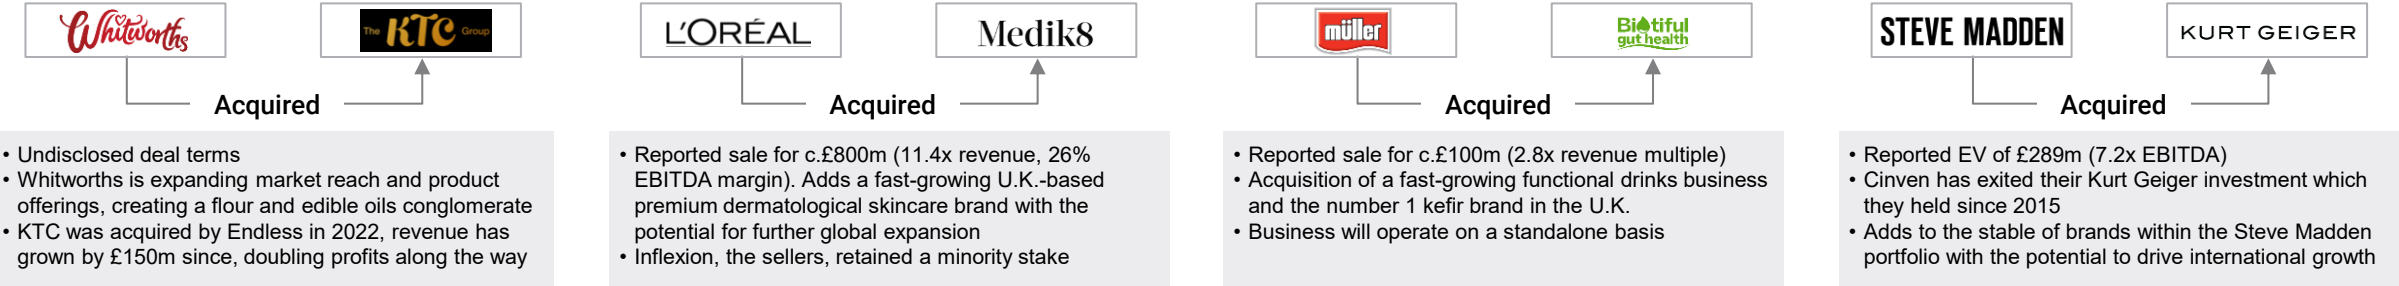 Whitworths
The KTC Group
Acquired
• Undisclosed deal terms
• Whitworths is expanding market reach and product
offerings, creating a flour and edible oils conglomerate
• KTC was acquired by Endless in 2022, revenue has
grown by £150m since, doubling profits along the way
L'ORÉAL
Medik8
Acquired
• Reported sale for c.£800m (11.4x revenue, 26%
EBITDA margin). Adds a fast-growing U.K.-based
premium dermatological skincare brand with the
potential for further global expansion
• Inflexion, the sellers, retained a minority stake
müller
Biotiful
gut health
Acquired
• Reported sale for c.£100m (2.8x revenue multiple)
• Acquisition of a fast-growing functional drinks business
and the number 1 kefir brand in the U.K.
• Business will operate on a standalone basis
STEVE MADDEN
KURT GEIGER
Acquired
• Reported EV of £289m (7.2x EBITDA)
• Cinven has exited their Kurt Geiger investment which
they held since 2015
• Adds to the stable of brands within the Steve Madden
portfolio with the potential to drive international growth